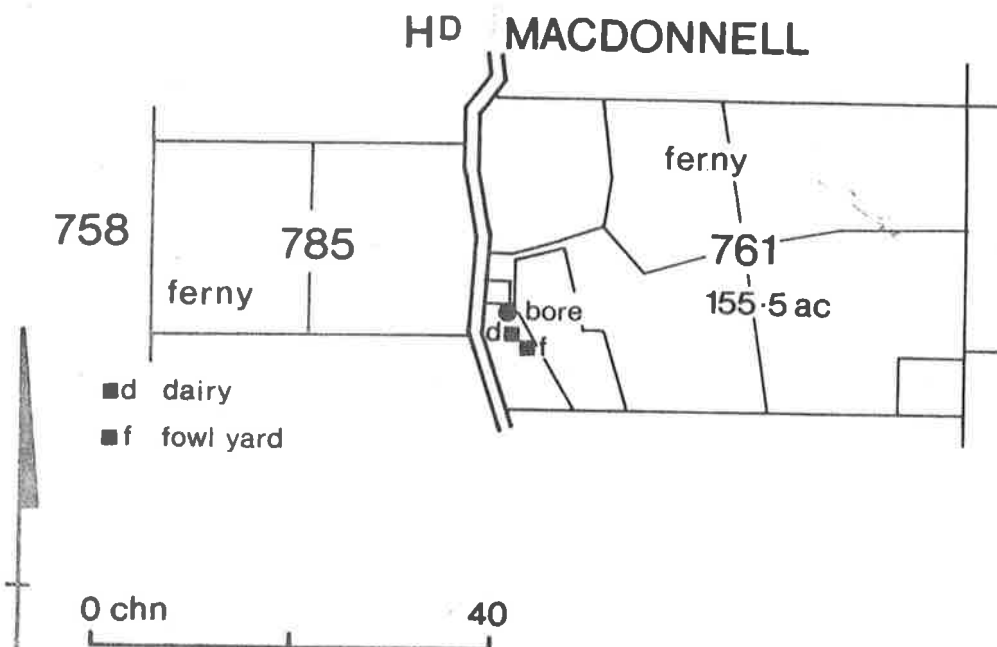 HD MACDONNELL
ferny
758
785
761
ferny
155·5 ac
bore
d
f
■d dairy
■f fowl yard
0 chn 40